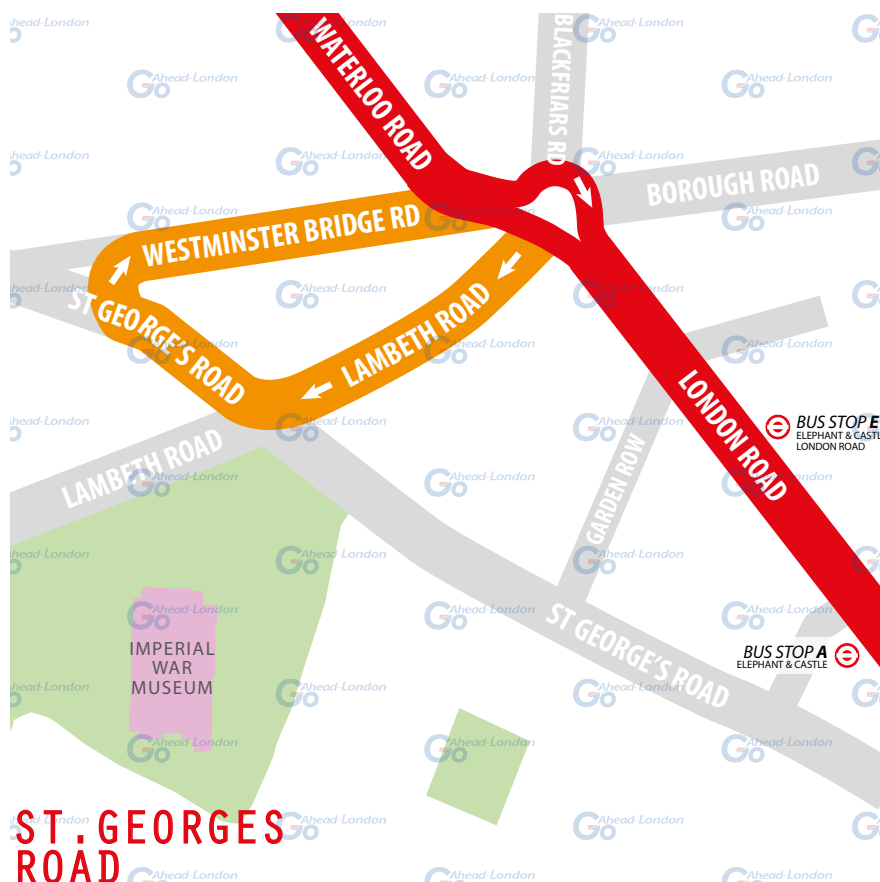 WATERLOO ROAD
BLACKFRIARS RD
BOROUGH ROAD
WESTMINSTER BRIDGE RD
ST GEORGE'S ROAD
LAMBETH ROAD
LONDON ROAD
BUS STOP E
ELEPHANT & CASTLE
LONDON ROAD
LAMBETH ROAD
GARDEN ROW
IMPERIAL
WAR
MUSEUM
ST GEORGE'S ROAD
BUS STOP A
ELEPHANT & CASTLE
ST.GEORGES
ROAD
Go Ahead-London